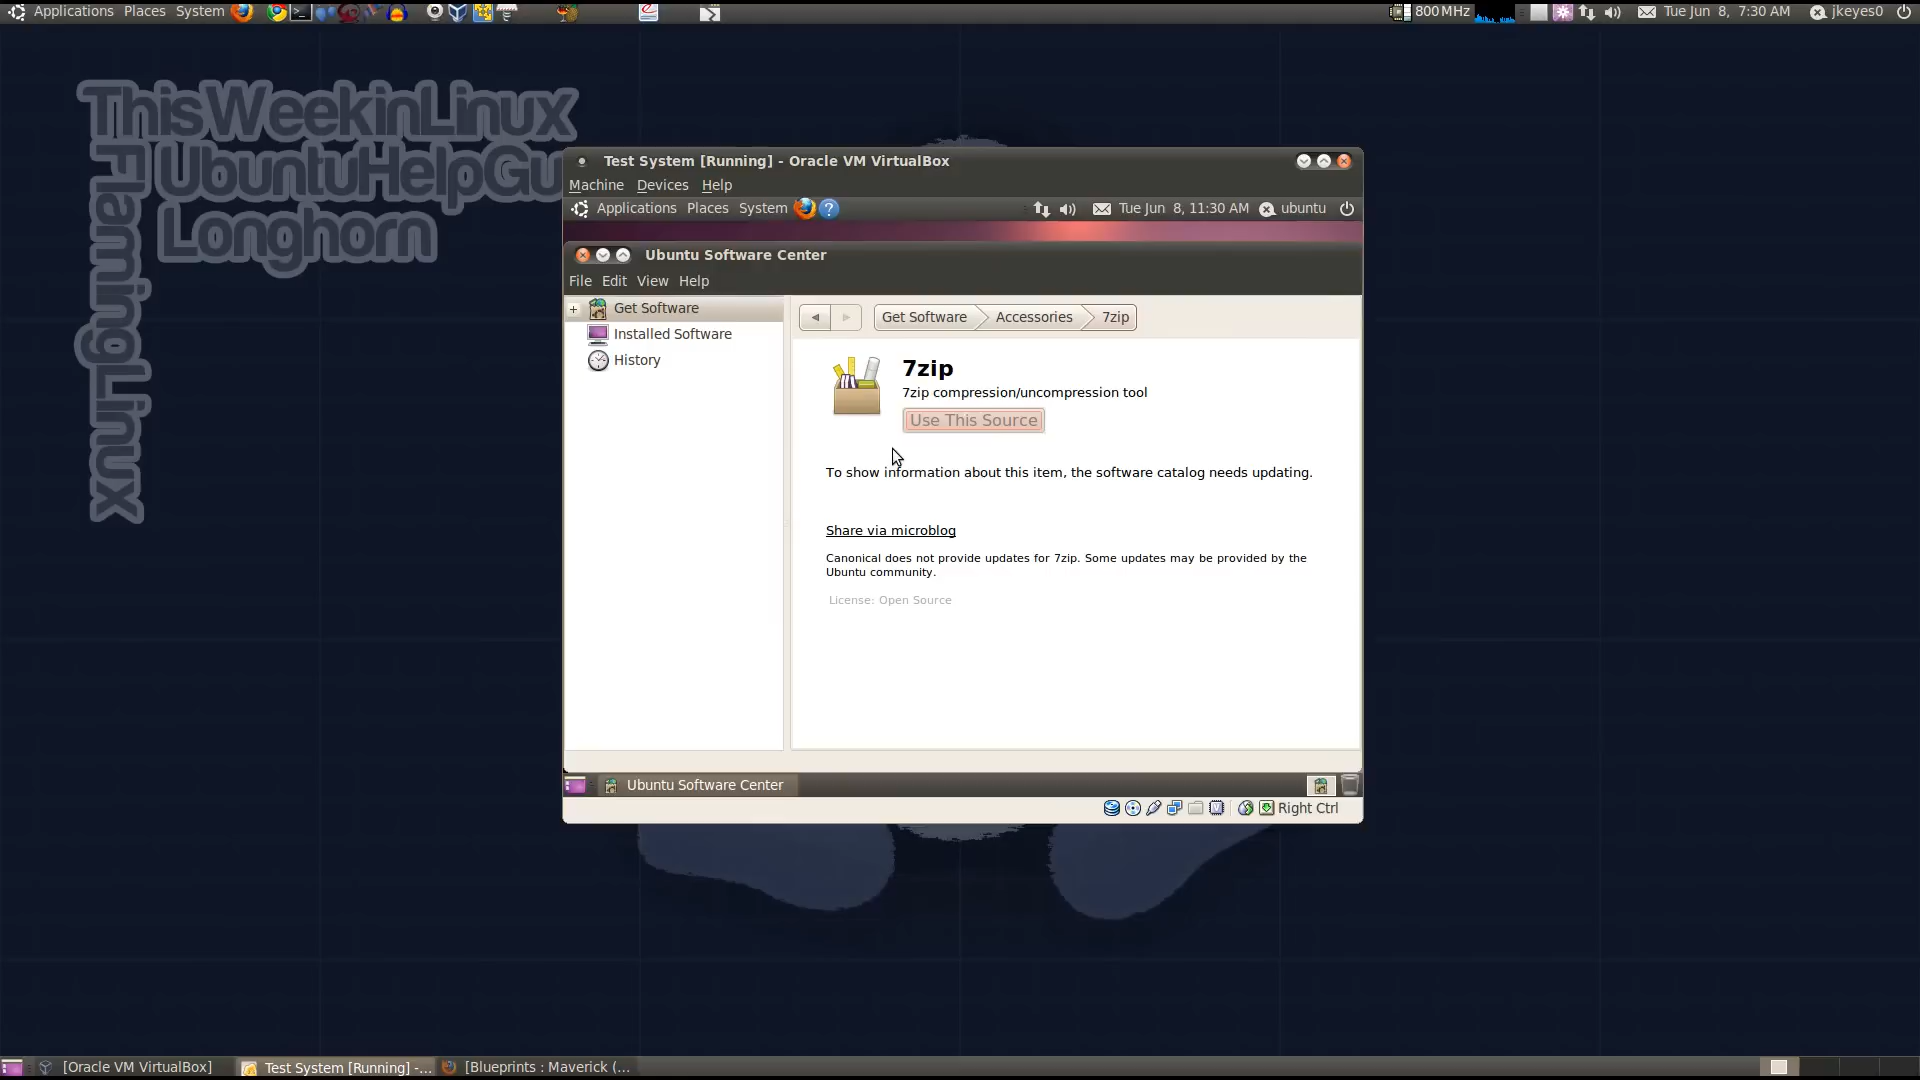 Applications Places System
800 MHz
Tue Jun 8, 7:30 AM
jkeyes0
ThisWeekinLinux
UbuntuHelpGu
Longhorn
FlamingLinux
Test System [Running] - Oracle VM VirtualBox
Machine Devices Help
Applications Places System
Tue Jun 8, 11:30 AM
ubuntu
Ubuntu Software Center
File Edit View Help
Get Software
Installed Software
History
Get Software
Accessories
7zip
7zip
7zip compression/uncompression tool
Use This Source
To show information about this item, the software catalog needs updating.
Share via microblog
Canonical does not provide updates for 7zip. Some updates may be provided by the
Ubuntu community.
License: Open Source
Ubuntu Software Center
Right Ctrl
[Oracle VM VirtualBox]
Test System [Running] -...
[Blueprints : Maverick (...